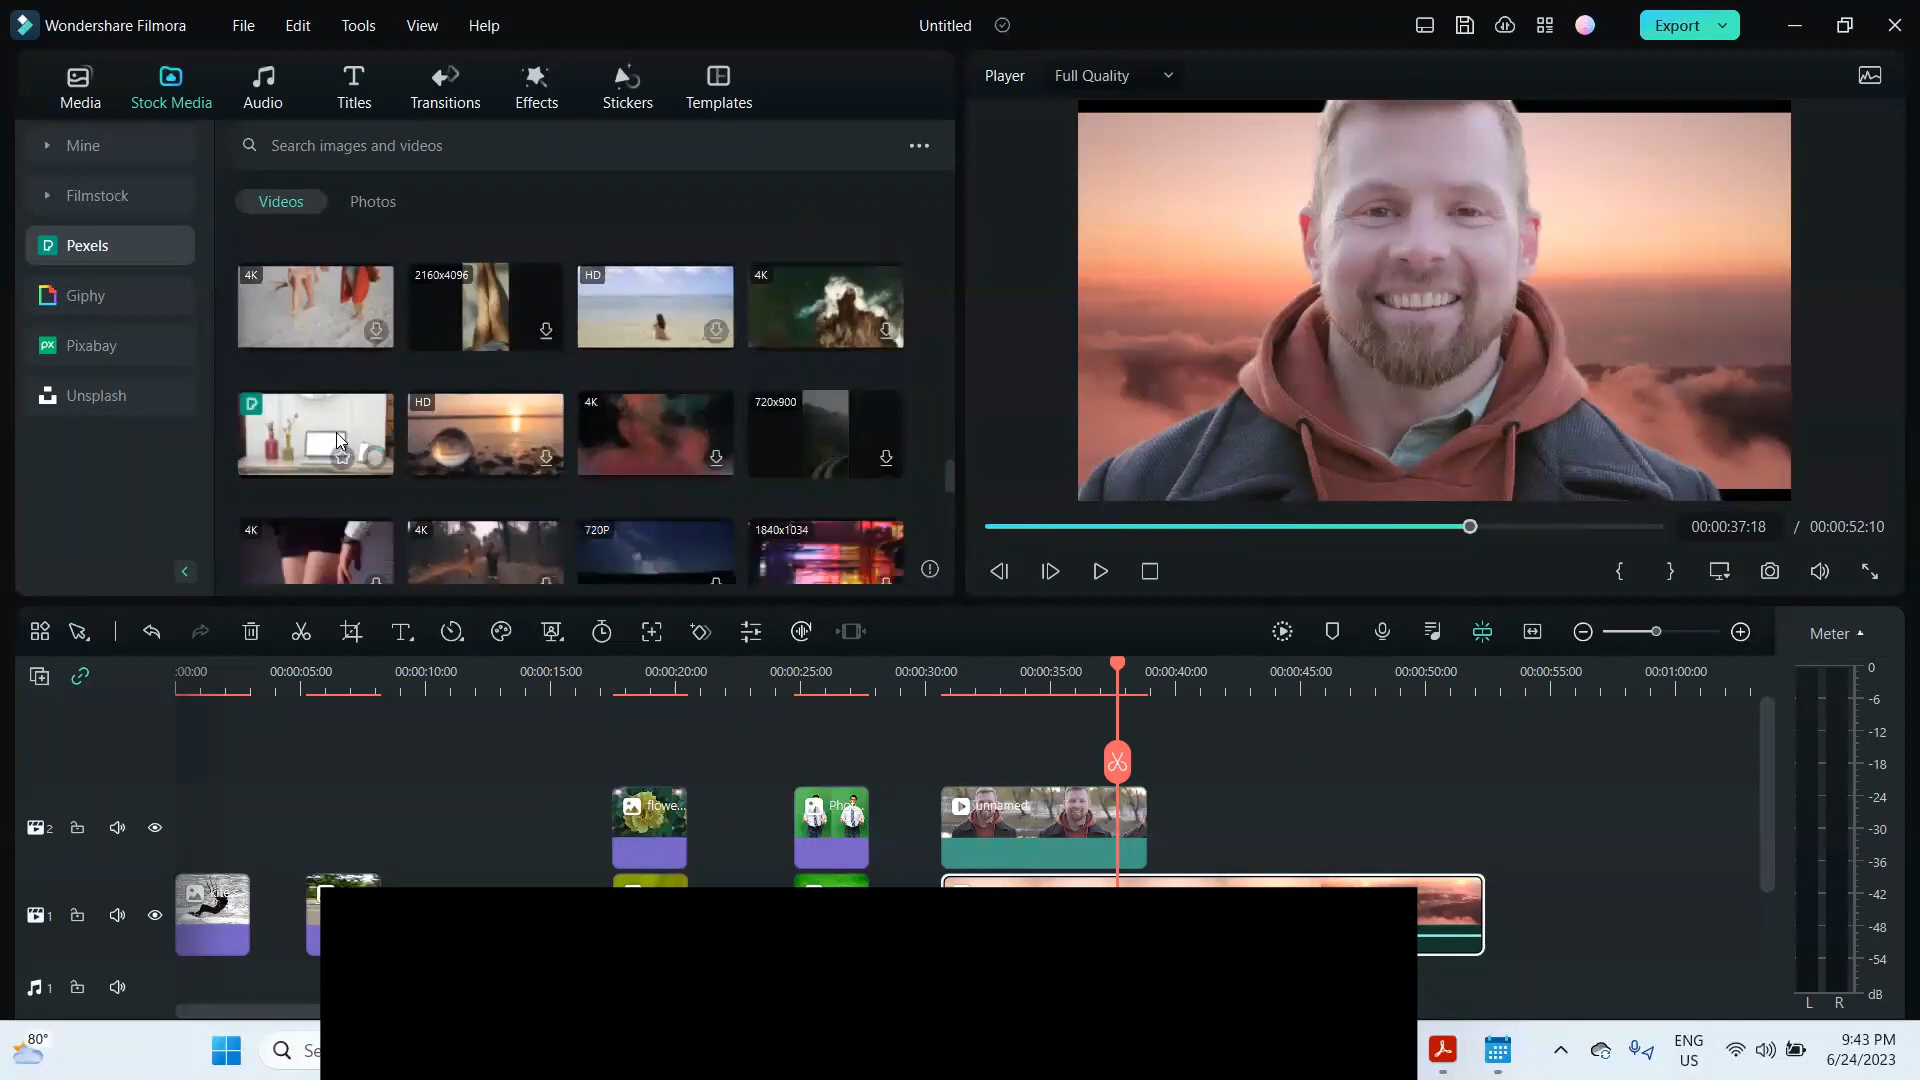 Wondershare Filmora
File
Edit
Tools
View
Help
Untitled
Export
Media
Stock Media
Audio
Titles
Transitions
Effects
Stickers
Templates
Player
Full Quality
Mine
Filmstock
Pexels
Giphy
Pixabay
Unsplash
Search images and videos
Videos
Photos
4K
2160x4096
HD
4K
HD
4K
720x900
4K
4K
720P
1840x1034
00:00:37:18 / 00:00:52:10
Meter
:00:00
00:00:05:00
00:00:10:00
00:00:15:00
00:00:20:00
00:00:25:00
00:00:30:00
00:00:35:00
00:00:40:00
00:00:45:00
00:00:50:00
00:00:55:00
00:01:00:00
0
-6
-12
-18
-24
-30
-36
-42
-48
-54
dB
L R
2
flowe...
unnamed
1
1
80°
Se
ENG
US
9:43 PM
6/24/2023